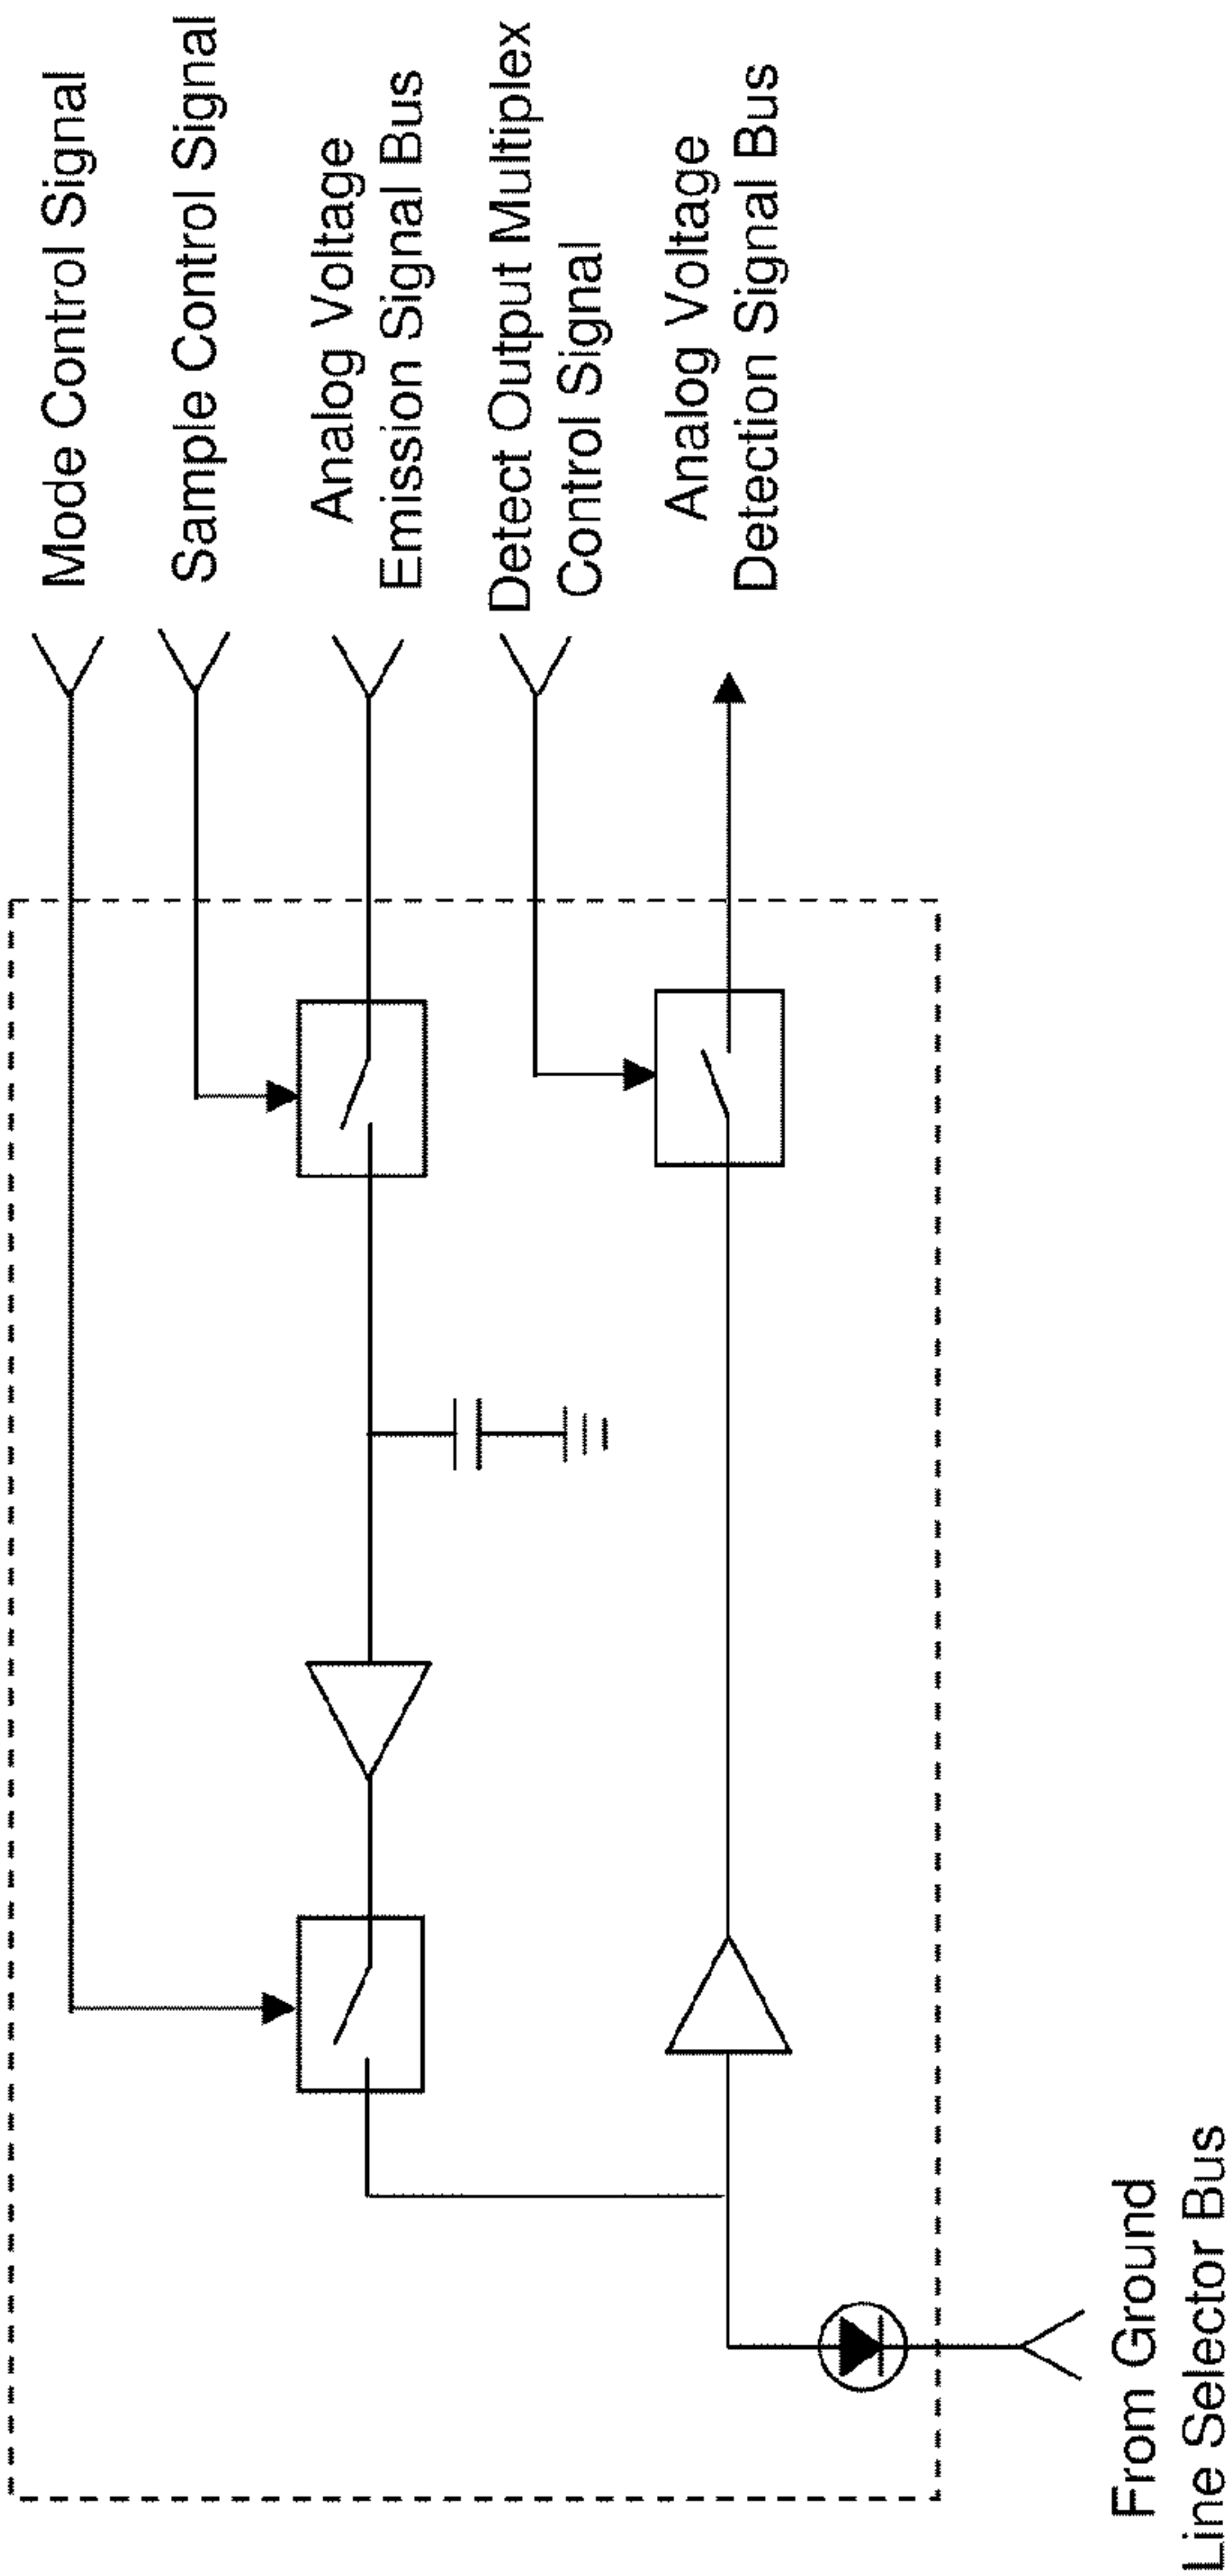 Mode Control Signal
Sample Control Signal
Analog Voltage
Emission Signal Bus
Detect Output Multiplex
Control Signal
Analog Voltage
Detection Signal Bus
From Ground
Line Selector Bus